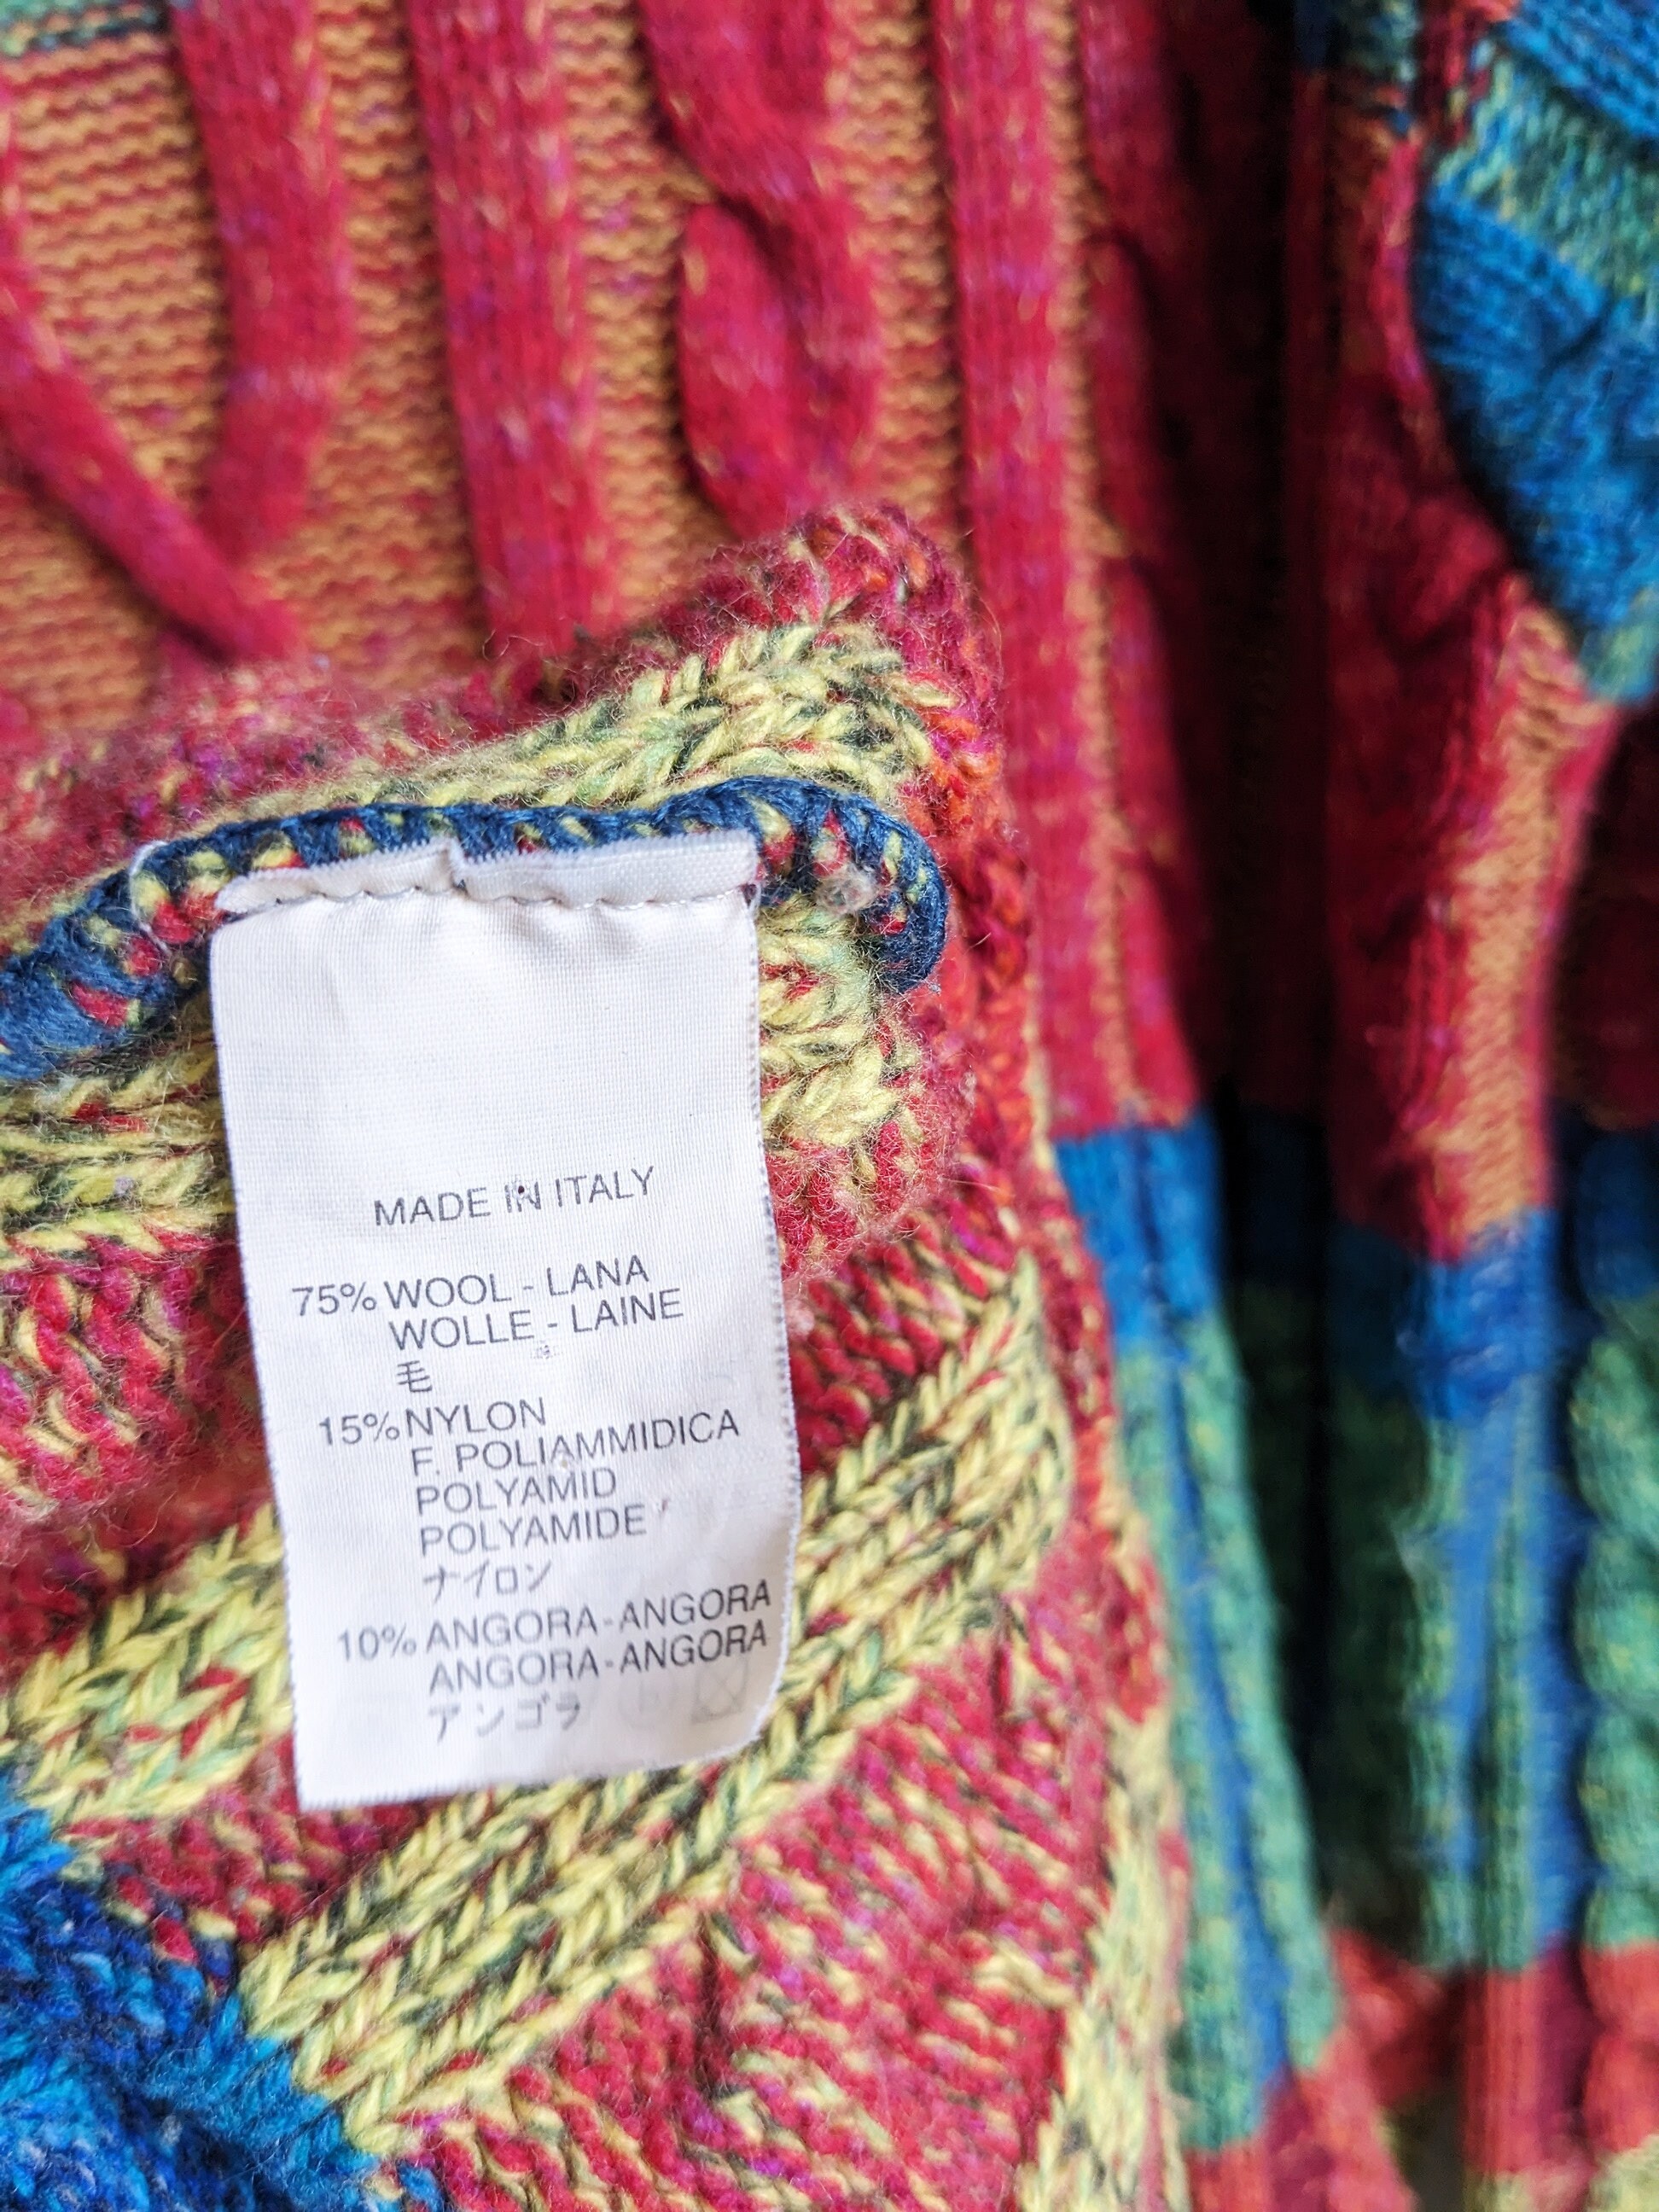 MADE IN ITALY
75% WOOL - LANA
WOLLE - LAINE
毛
15% NYLON
F. POLIAMMIDICA
POLYAMID
POLYAMIDE
ナイロン
10% ANGORA-ANGORA
ANGORA-ANGORA
アンゴラ